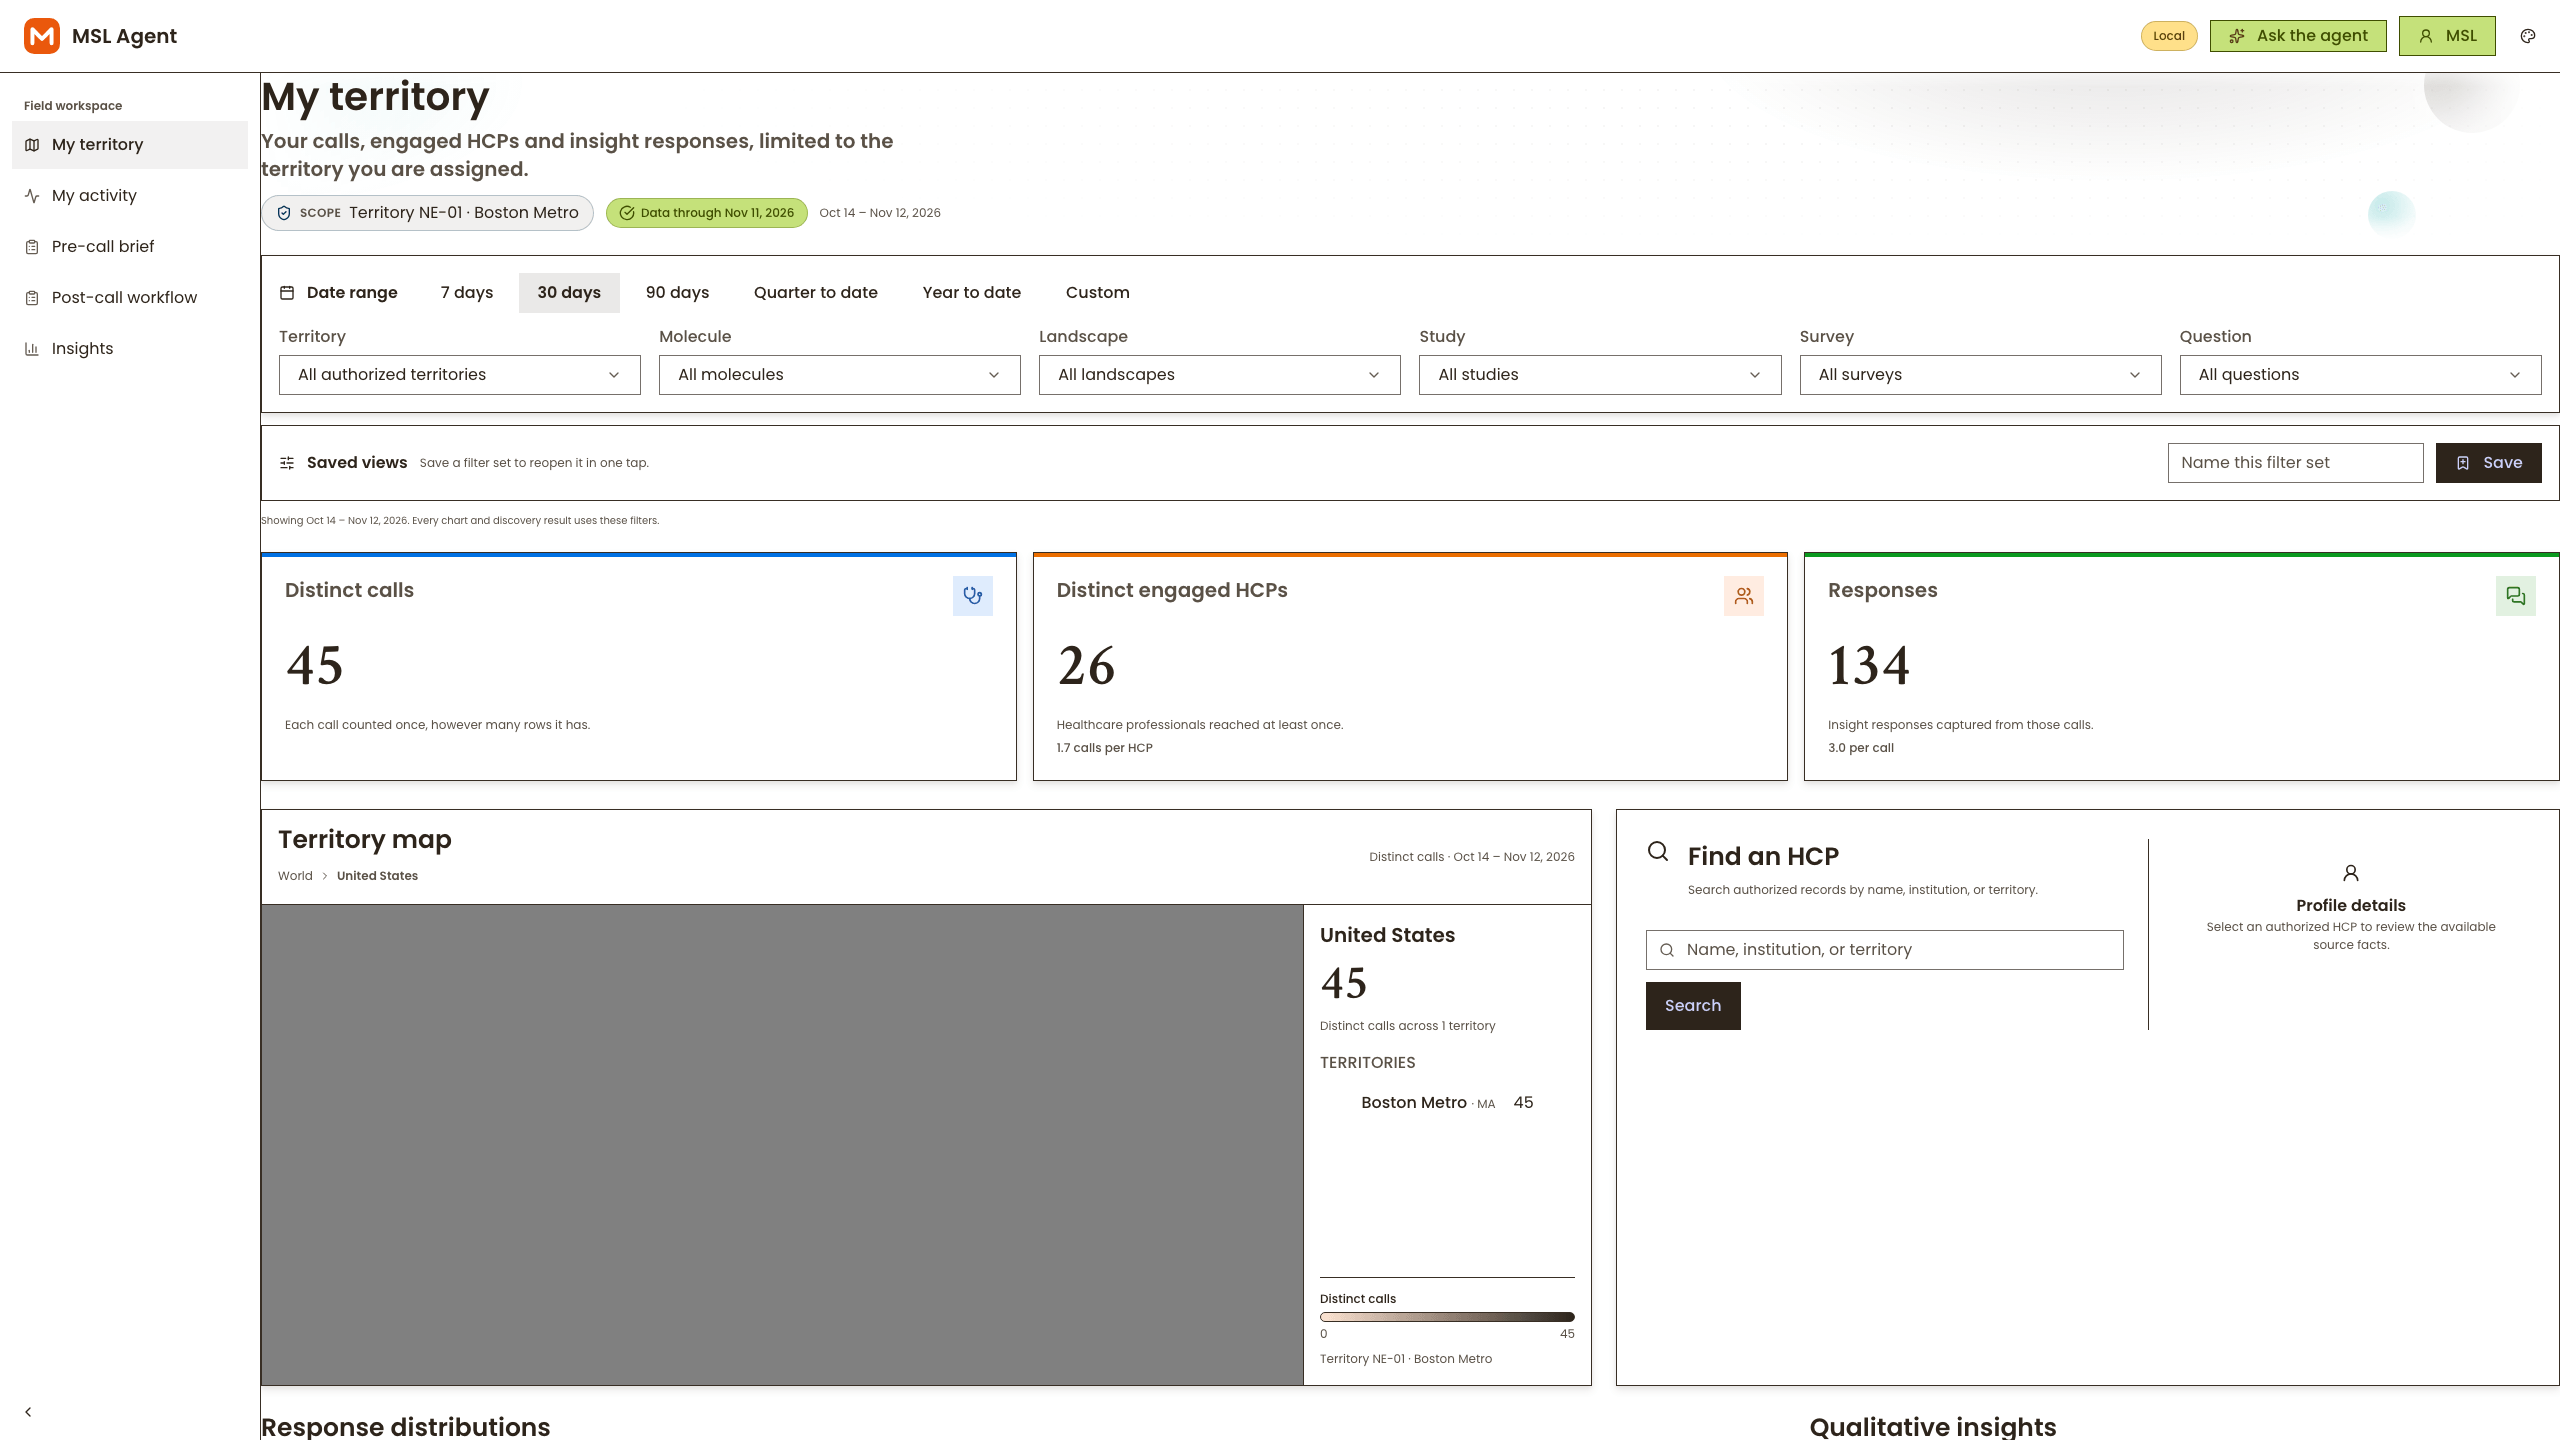 MSL Agent
Local
Ask the agent
MSL
Field workspace
My territory
My activity
Pre-call brief
Post-call workflow
Insights
My territory
Your calls, engaged HCPs and insight responses, limited to the
territory you are assigned.
SCOPE Territory NE-01 · Boston Metro
Data through Nov 11, 2026
Oct 14 – Nov 12, 2026
Date range
7 days
30 days
90 days
Quarter to date
Year to date
Custom
Territory
Molecule
Landscape
Study
Survey
Question
All authorized territories
All molecules
All landscapes
All studies
All surveys
All questions
Saved views
Save a filter set to reopen it in one tap.
Name this filter set
Save
Showing Oct 14 – Nov 12, 2026. Every chart and discovery result uses these filters.
Distinct calls
45
Each call counted once, however many rows it has.
Distinct engaged HCPs
26
Healthcare professionals reached at least once.
1.7 calls per HCP
Responses
134
Insight responses captured from those calls.
3.0 per call
Territory map
World > United States
Distinct calls · Oct 14 – Nov 12, 2026
United States
45
Distinct calls across 1 territory
TERRITORIES
Boston Metro · MA 45
Distinct calls
0 45
Territory NE-01 · Boston Metro
Find an HCP
Search authorized records by name, institution, or territory.
Name, institution, or territory
Search
Profile details
Select an authorized HCP to review the available
source facts.
Response distributions
Qualitative insights